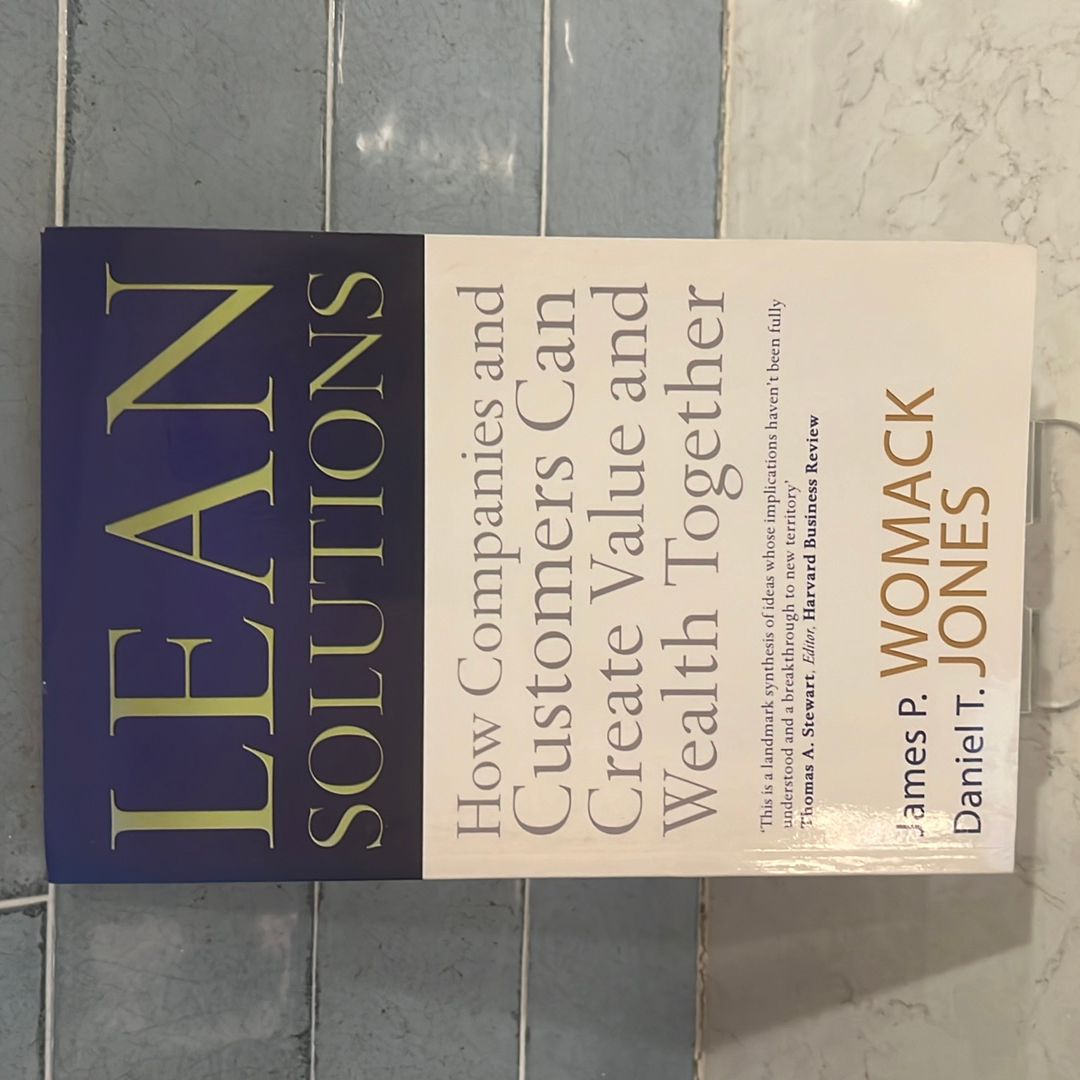 LEAN
SOLUTIONS
How Companies and
Customers Can
Create Value and
Wealth Together
'This is a landmark synthesis of ideas whose implications haven't been fully
understood and a breakthrough to new territory'
Thomas A. Stewart, Editor, Harvard Business Review
James P. WOMACK
Daniel T. JONES